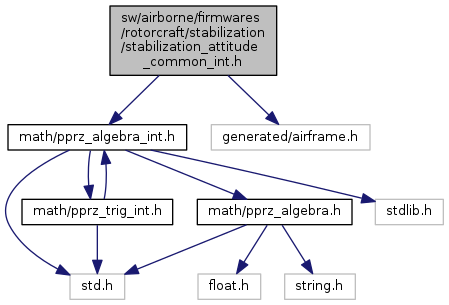 sw/airborne/firmwares
/rotorcraft/stabilization
/stabilization_attitude
_common_int.h
math/pprz_algebra_int.h
generated/airframe.h
math/pprz_trig_int.h
math/pprz_algebra.h
stdlib.h
std.h
float.h
string.h